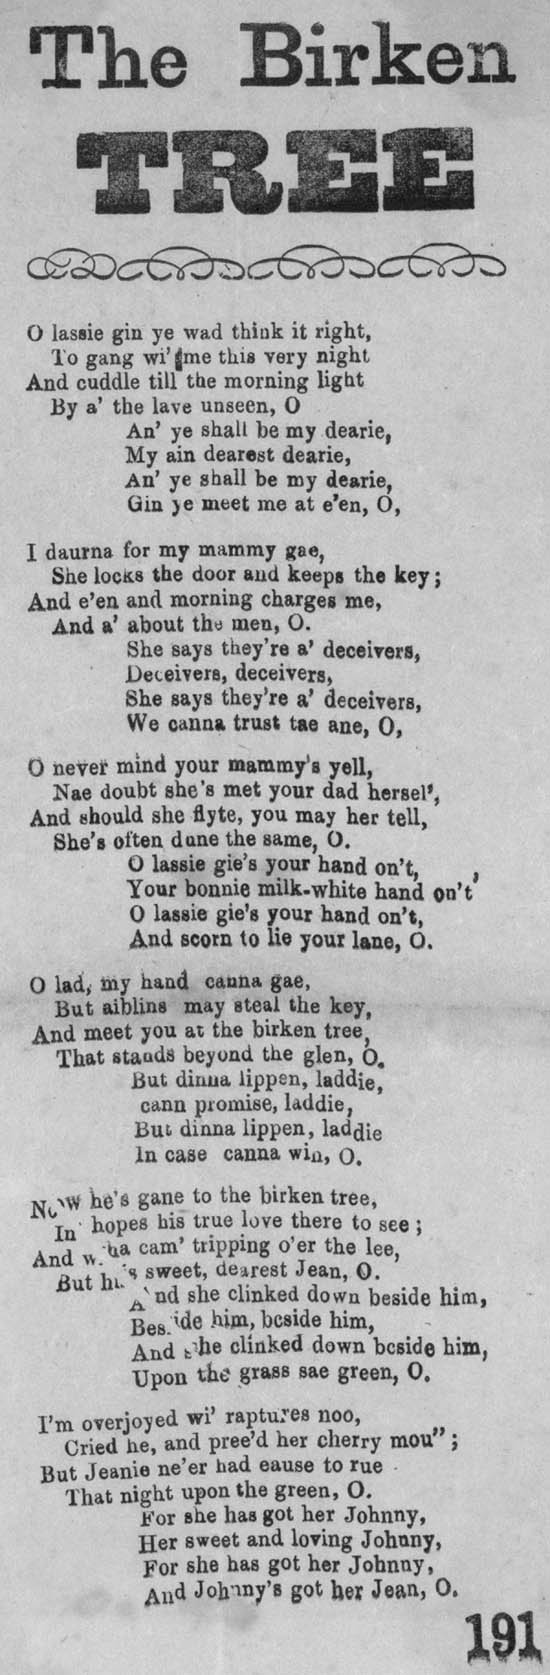 The Birken
TREE
O lassie gin ye wad think it right,
To gang wi' me this very night
And cuddle till the morning light
By a' the lave unseen, O
An' ye shall be my dearie,
My ain dearest dearie,
An' ye shall be my dearie,
Gin ye meet me at e'en, O,
I daurna for my mammy gae,
She locks the door and keeps the key;
And e'en and morning charges me,
And a' about the men, O.
She says they're a' deceivers,
Deceivers, deceivers,
She says they're a' deceivers,
We canna trust tae ane, O,
O never mind your mammy's yell,
Nae doubt she's met your dad hersel',
And should she flyte, you may her tell,
She's often dune the same, O.
O lassie gie's your hand on't,
Your bonnie milk-white hand on't,
O lassie gie's your hand on't,
And scorn to lie your lane, O.
O lad, my hand canna gae,
But aiblins may steal the key,
And meet you at the birken tree,
That stands beyond the glen, O.
But dinna lippen, laddie,
cann promise, laddie,
But dinna lippen, laddie
In case canna win, O.
Now he's gane to the birken tree,
In hopes his true love there to see;
And wha cam' tripping o'er the lee,
But his sweet, dearest Jean, O.
And she clinked down beside him,
Beside him, beside him,
And she clinked down beside him,
Upon the grass sae green, O.
I'm overjoyed wi' raptures noo,
Cried he, and pree'd her cherry mou";
But Jeanie ne'er had eause to rue
That night upon the green, O.
For she has got her Johnny,
Her sweet and loving Johnny,
For she has got her Johnny,
And Johnny's got her Jean, O.
191